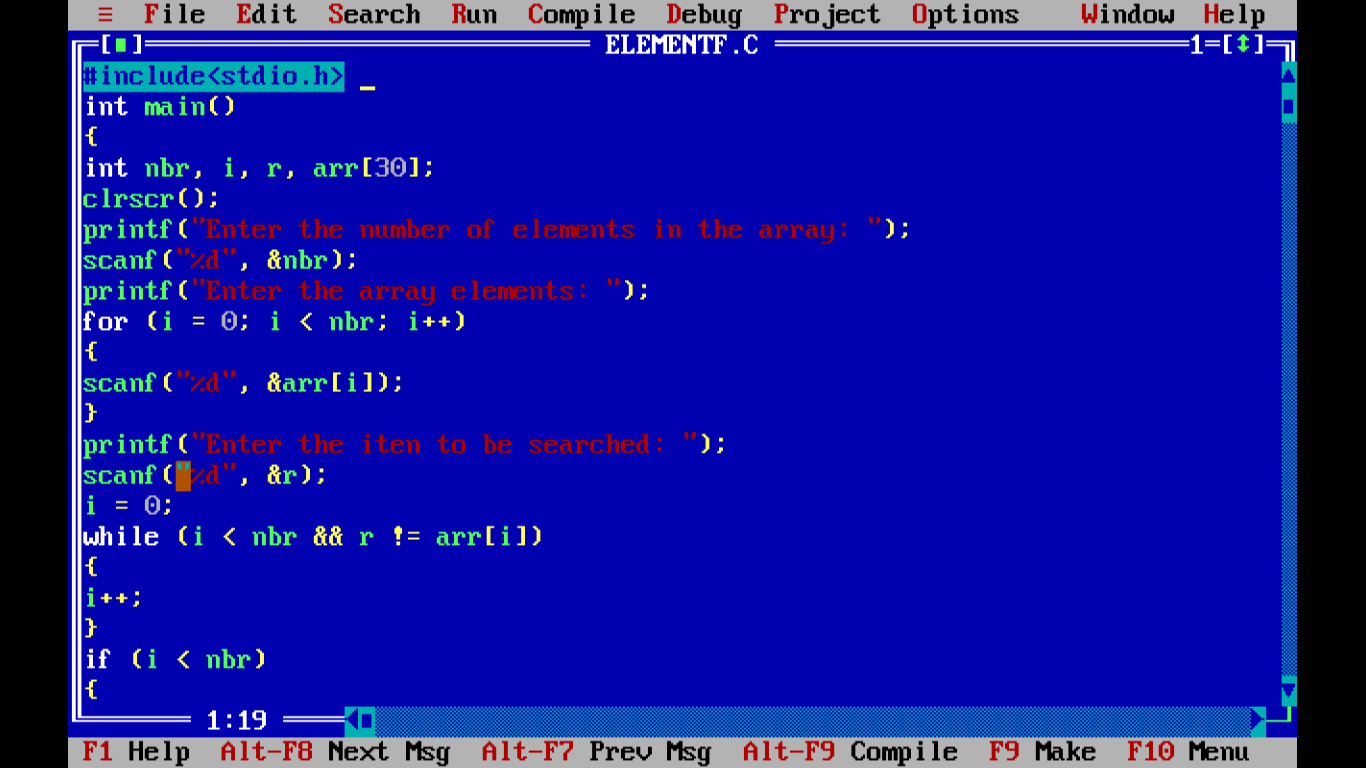 ≡ File Edit Search Run Compile Debug Project Options Window Help
[■] ELEMENTF.C 1=[↕]
#include<stdio.h>
int main()
{
int nbr, i, r, arr[30];
clrscr();
printf("Enter the number of elements in the array: ");
scanf("%d", &nbr);
printf("Enter the array elements: ");
for (i = 0; i < nbr; i++)
{
scanf("%d", &arr[i]);
}
printf("Enter the iten to be searched: ");
scanf("%d", &r);
i = 0;
while (i < nbr && r != arr[i])
{
i++;
}
if (i < nbr)
{
1:19
F1 Help Alt-F8 Next Msg Alt-F7 Prev Msg Alt-F9 Compile F9 Make F10 Menu